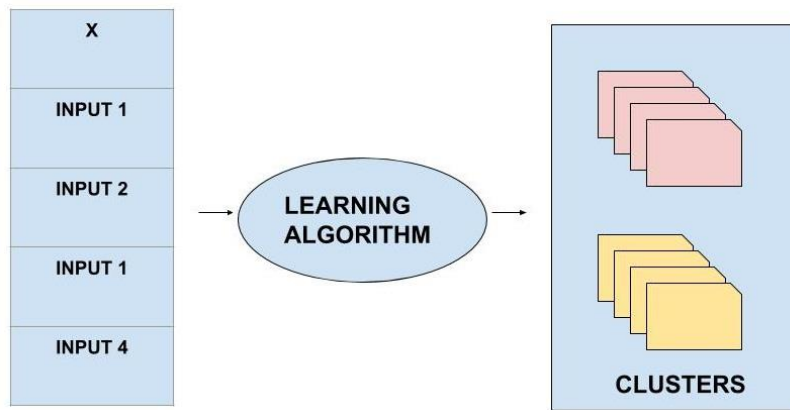 X
INPUT 1
INPUT 2
INPUT 1
INPUT 4
LEARNING
ALGORITHM
CLUSTERS